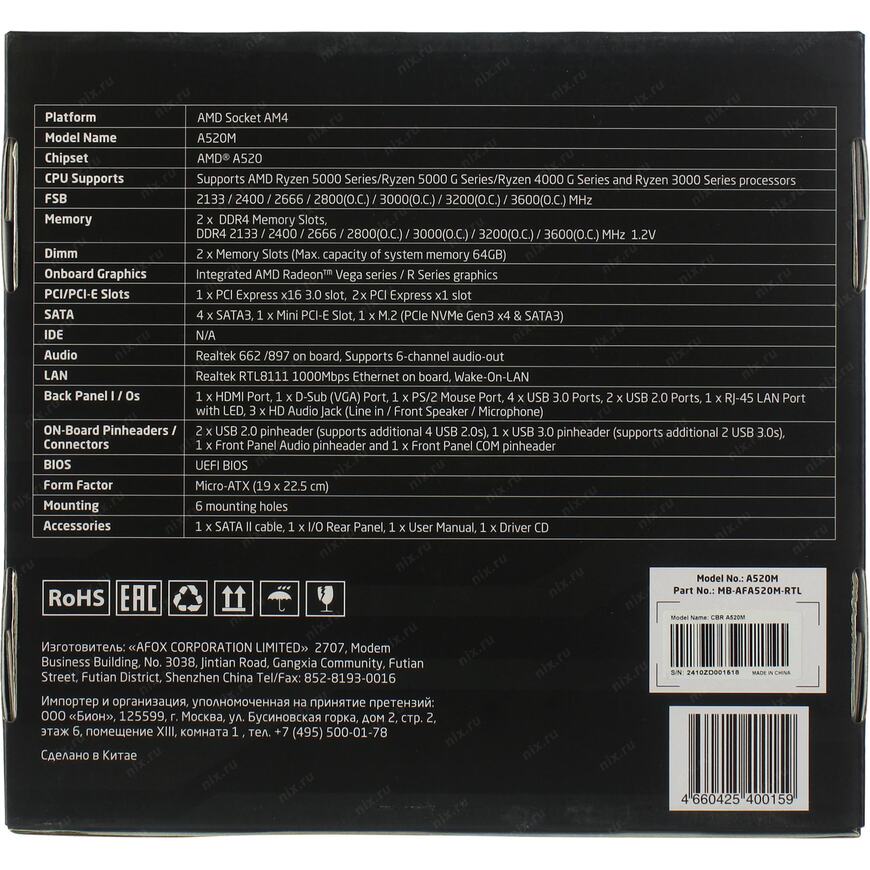 Platform AMD Socket AM4
Model Name A520M
Chipset AMD® A520
CPU Supports Supports AMD Ryzen 5000 Series/Ryzen 5000 G Series/Ryzen 4000 G Series and Ryzen 3000 Series processors
FSB 2133 / 2400 / 2666 / 2800(O.C.) / 3000(O.C.) / 3200(O.C.) / 3600(O.C.) MHz
Memory 2 x DDR4 Memory Slots,
DDR4 2133 / 2400 / 2666 / 2800(O.C.) / 3000(O.C.) / 3200(O.C.) / 3600(O.C.) MHz 1.2V
Dimm 2 x Memory Slots (Max. capacity of system memory 64GB)
Onboard Graphics Integrated AMD Radeon™ Vega series / R Series graphics
PCI/PCI-E Slots 1 x PCI Express x16 3.0 slot, 2x PCI Express x1 slot
SATA 4 x SATA3, 1 x Mini PCI-E Slot, 1 x M.2 (PCIe NVMe Gen3 x4 & SATA3)
IDE N/A
Audio Realtek 662 /897 on board, Supports 6-channel audio-out
LAN Realtek RTL8111 1000Mbps Ethernet on board, Wake-On-LAN
Back Panel I / Os 1 x HDMI Port, 1 x D-Sub (VGA) Port, 1 x PS/2 Mouse Port, 4 x USB 3.0 Ports, 2 x USB 2.0 Ports, 1 x RJ-45 LAN Port
with LED, 3 x HD Audio Jack (Line in / Front Speaker / Microphone)
ON-Board Pinheaders / 2 x USB 2.0 pinheader (supports additional 4 USB 2.0s), 1 x USB 3.0 pinheader (supports additional 2 USB 3.0s),
Connectors 1 x Front Panel Audio pinheader and 1 x Front Panel COM pinheader
BIOS UEFI BIOS
Form Factor Micro-ATX (19 x 22.5 cm)
Mounting 6 mounting holes
Accessories 1 x SATA II cable, 1 x I/O Rear Panel, 1 x User Manual, 1 x Driver CD
RoHS EAC
Изготовитель: «AFOX CORPORATION LIMITED» 2707, Modem
Business Building, No. 3038, Jintian Road, Gangxia Community, Futian
Street, Futian District, Shenzhen China Tel/Fax: 852-8193-0016
Импортер и организация, уполномоченная на принятие претензий:
ООО «Бион», 125599, г. Москва, ул. Бусиновская горка, дом 2, стр. 2,
этаж 6, помещение XIII, комната 1 , тел. +7 (495) 500-01-78
Сделано в Китае
Model No.: A520M
Part No.: MB-AFA520M-RTL
Model Name: CBR A520M
S/N: 2410ZD001518 MADE IN CHINA
4 660425 400159
nix.ru